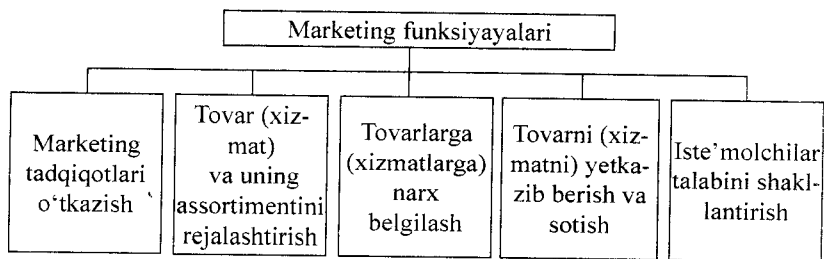 Marketing funksiyayalari
Marketing
tadqiqotlari
o‘tkazish
Tovar (xiz-
mat)
va uning
assortimentini
rejalashtirish
Tovarlarga
(xizmatlarga)
narx
belgilash
Tovarni (xiz-
matni) yetka-
zib berish va
sotish
Iste’molchilar
talabini shakl-
lantirish